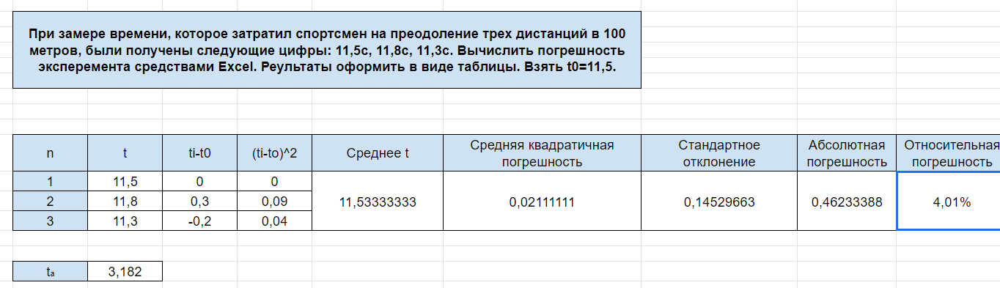 При замере времени, которое затратил спортсмен на преодоление трех дистанций в 100
метров, были получены следующие цифры: 11,5с, 11,8с, 11,3с. Вычислить погрешность
эксперемента средствами Excel. Реультаты оформить в виде таблицы. Взять t0=11,5.
n t ti-t0 (ti-to)^2 Среднее t Средняя квадратичная погрешность Стандартное отклонение Абсолютная погрешность Относительная погрешность
1 11,5 0 0
2 11,8 0,3 0,09 11,53333333 0,02111111 0,14529663 0,46233388 4,01%
3 11,3 -0,2 0,04
tₐ 3,182